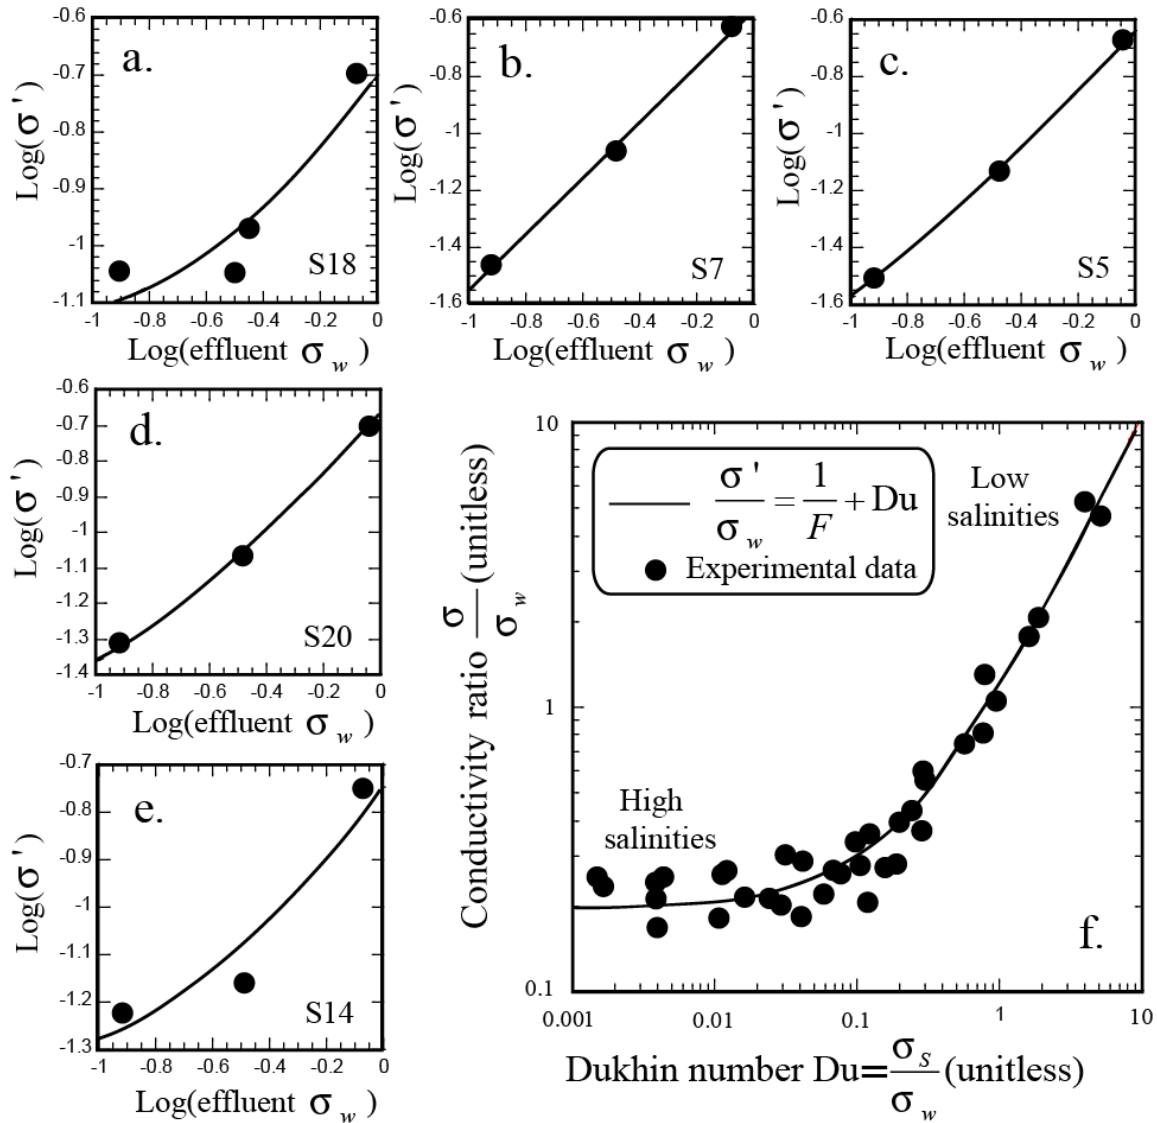 a.
Log(σ')
-0.6
-0.7
-0.8
-0.9
-1
-1.1
S18
-1 -0.8 -0.6 -0.4 -0.2 0
Log(effluent σw)
b.
Log(σ')
-0.6
-0.8
-1
-1.2
-1.4
-1.6
S7
-1 -0.8 -0.6 -0.4 -0.2 0
Log(effluent σw)
c.
Log(σ')
-0.6
-0.8
-1
-1.2
-1.4
-1.6
S5
-1 -0.8 -0.6 -0.4 -0.2 0
Log(effluent σw)
d.
Log(σ')
-0.6
-0.7
-0.8
-0.9
-1
-1.1
-1.2
-1.3
-1.4
S20
-1 -0.8 -0.6 -0.4 -0.2 0
Log(effluent σw)
e.
Log(σ')
-0.7
-0.8
-0.9
-1
-1.1
-1.2
-1.3
S14
-1 -0.8 -0.6 -0.4 -0.2 0
Log(effluent σw)
Conductivity ratio σ/σw (unitless)
10
1
0.1
σ'/σw = 1/F + Du
Experimental data
Low
salinities
High
salinities
f.
0.001 0.01 0.1 1 10
Dukhin number Du=σS/σw (unitless)